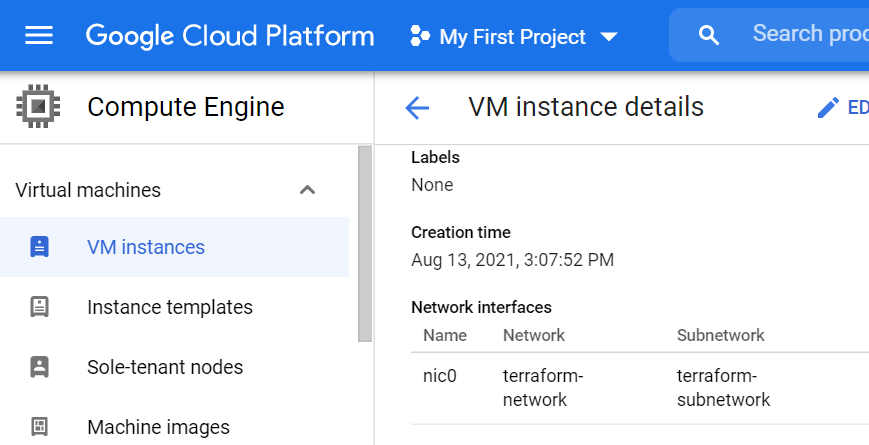 Google Cloud Platform
My First Project
Compute Engine
VM instance details
Virtual machines
VM instances
Instance templates
Sole-tenant nodes
Machine images
Labels
None
Creation time
Aug 13, 2021, 3:07:52 PM
Network interfaces
Name Network Subnetwork
nic0 terraform- terraform-
network subnetwork
Search